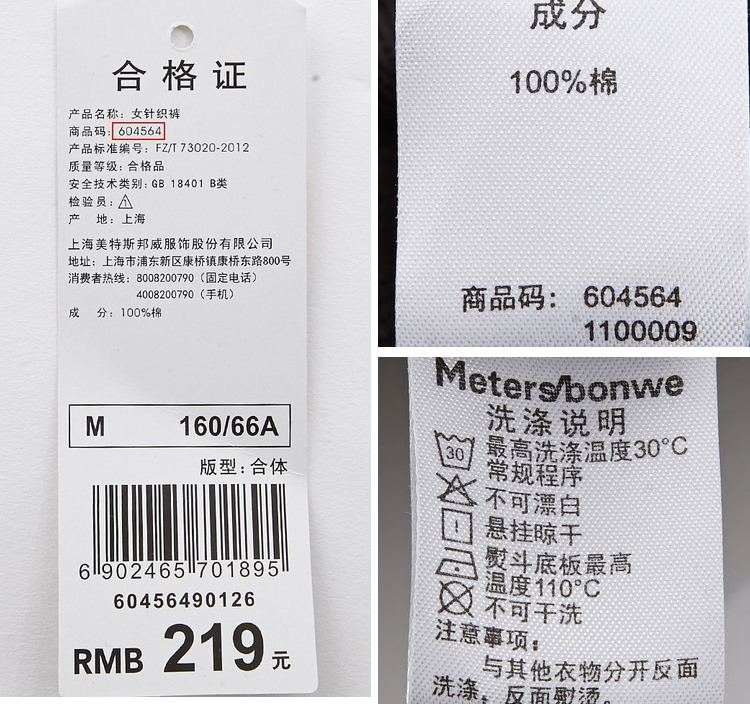 合格证
产品名称: 女针织裤
商品码: 604564
产品标准编号: FZ/T 73020-2012
质量等级: 合格品
安全技术类别: GB 18401 B类
检验员: 1
产 地: 上海
上海美特斯邦威服饰股份有限公司
地址: 上海市浦东新区康桥镇康桥东路800号
消费者热线: 8008200790 (固定电话)
4008200790 (手机)
成 分: 100%棉
M 160/66A
版型: 合体
6 902465 701895
60456490126
RMB 219元
成分
100%棉
商品码: 604564
1100009
Meters/bonwe
洗涤说明
30 最高洗涤温度30°C
常规程序
不可漂白
悬挂晾干
熨斗底板最高
温度110°C
不可干洗
注意事项:
与其他衣物分开反面
洗涤, 反面熨烫。